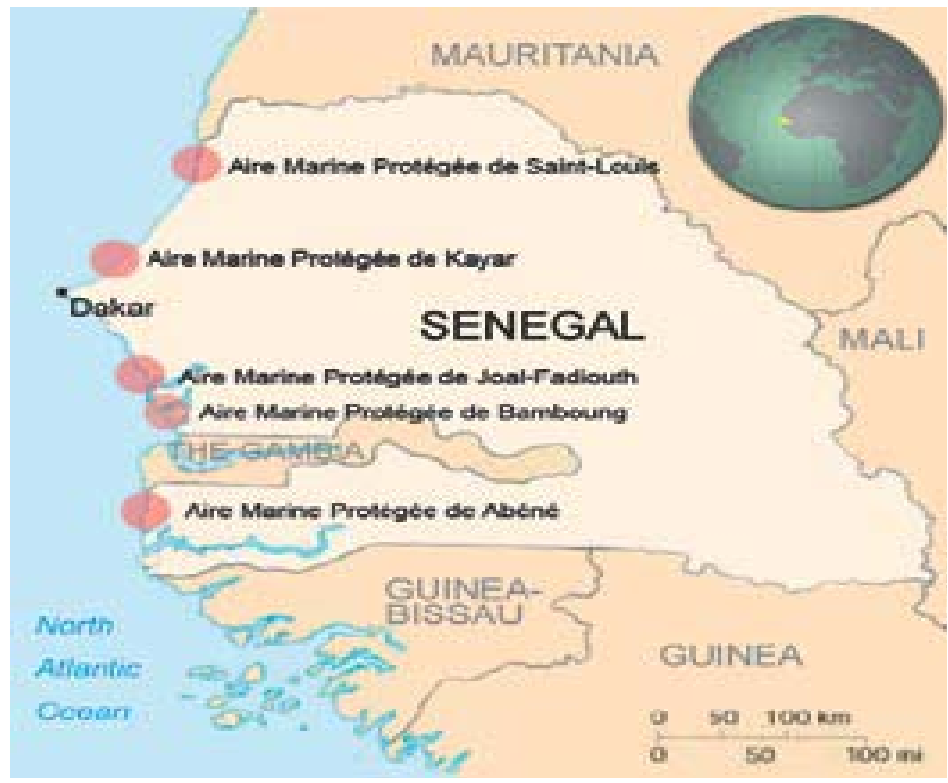 MAURITANIA
Aire Marine Protégée de Saint-Louis
Aire Marine Protégée de Kayar
Dakar
SENEGAL
MALI
Aire Marine Protégée de Joal-Fadiouth
Aire Marine Protégée de Bamboung
THE GAMBIA
Aire Marine Protégée de Abéné
GUINEA-
BISSAU
North
Atlantic
Ocean
GUINEA
0 50 100 km
0 50 100 mi